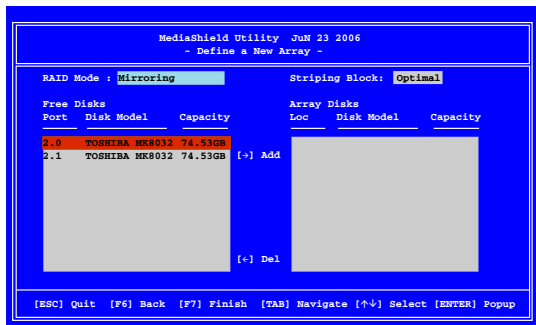 MediaShield Utility JuN 23 2006
- Define a New Array -
RAID Mode : Mirroring Striping Block: Optimal
Free Disks Array Disks
Port Disk Model Capacity Loc Disk Model Capacity
2.0 TOSHIBA MK8032 74.53GB
2.1 TOSHIBA MK8032 74.53GB [→] Add
[←] Del
[ESC] Quit [F6] Back [F7] Finish [TAB] Navigate [↑↓] Select [ENTER] Popup